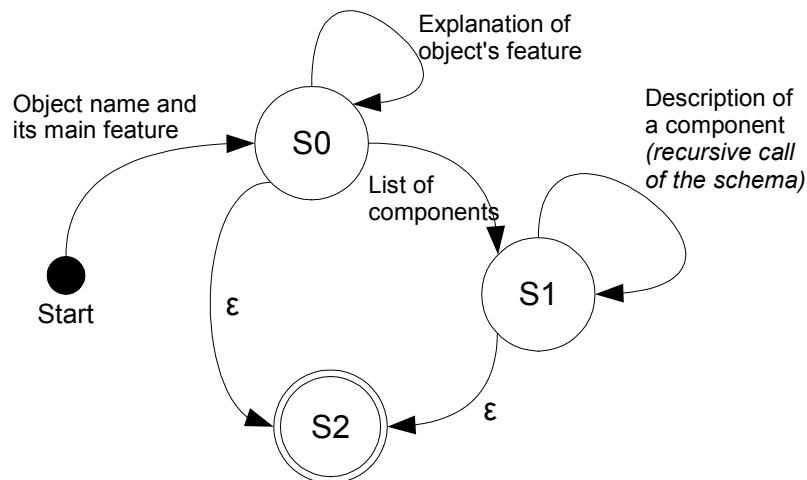 Explanation of
object's feature
Object name and
its main feature
S0
Description of
a component
(recursive call
of the schema)
List of
components
S1
Start
ε
ε
S2